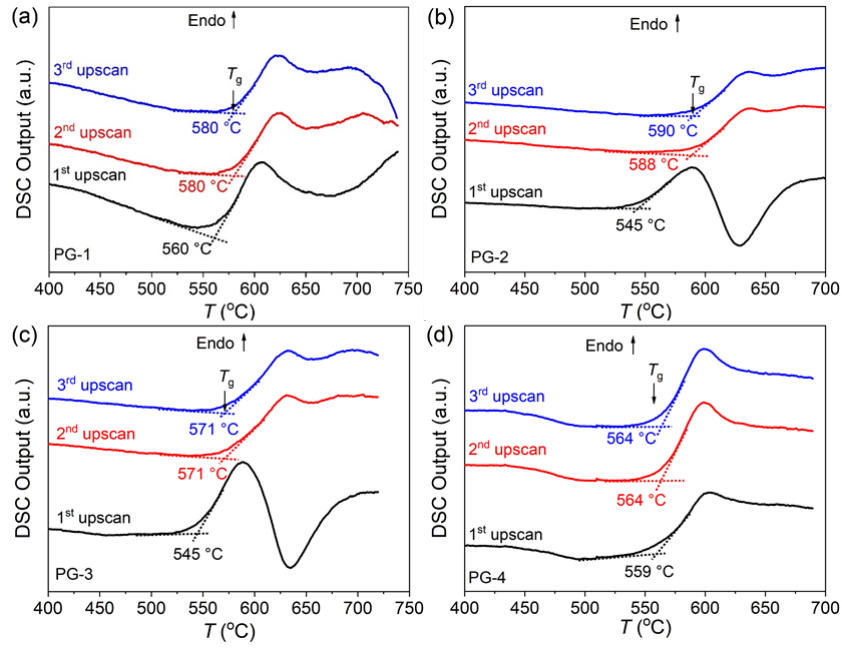 (a)
Endo ↑
3rd upscan
Tg
580 °C
2nd upscan
580 °C
1st upscan
560 °C
PG-1
DSC Output (a.u.)
400 450 500 550 600 650 700 750
T (°C)
(b)
Endo ↑
3rd upscan
Tg
590 °C
2nd upscan
588 °C
1st upscan
545 °C
PG-2
DSC Output (a.u.)
400 450 500 550 600 650 700
T (°C)
(c)
Endo ↑
3rd upscan
Tg
571 °C
2nd upscan
571 °C
1st upscan
545 °C
PG-3
DSC Output (a.u.)
400 450 500 550 600 650 700 750
T (°C)
(d)
Endo ↑
Tg
3rd upscan
564 °C
2nd upscan
564 °C
1st upscan
559 °C
PG-4
DSC Output (a.u.)
400 450 500 550 600 650 700
T (°C)